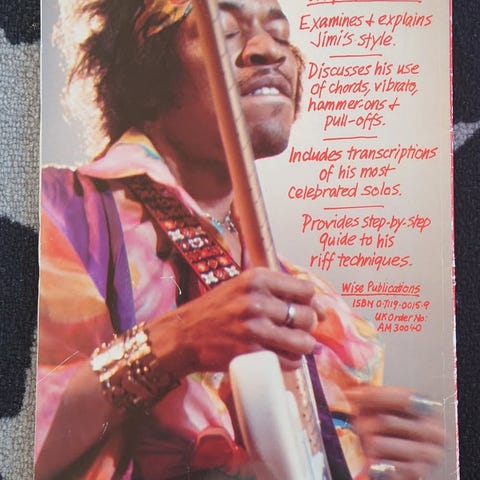 Examines + explains
Jimi's style.
Discusses his use
of chords, vibrato,
hammer-ons +
pull-offs.
Includes transcriptions
of his most
celebrated solos.
Provides step-by-step
guide to his
riff techniques.
Wise Publications
ISBN 0·7119·0015·9
UK Order No:
AM 30040